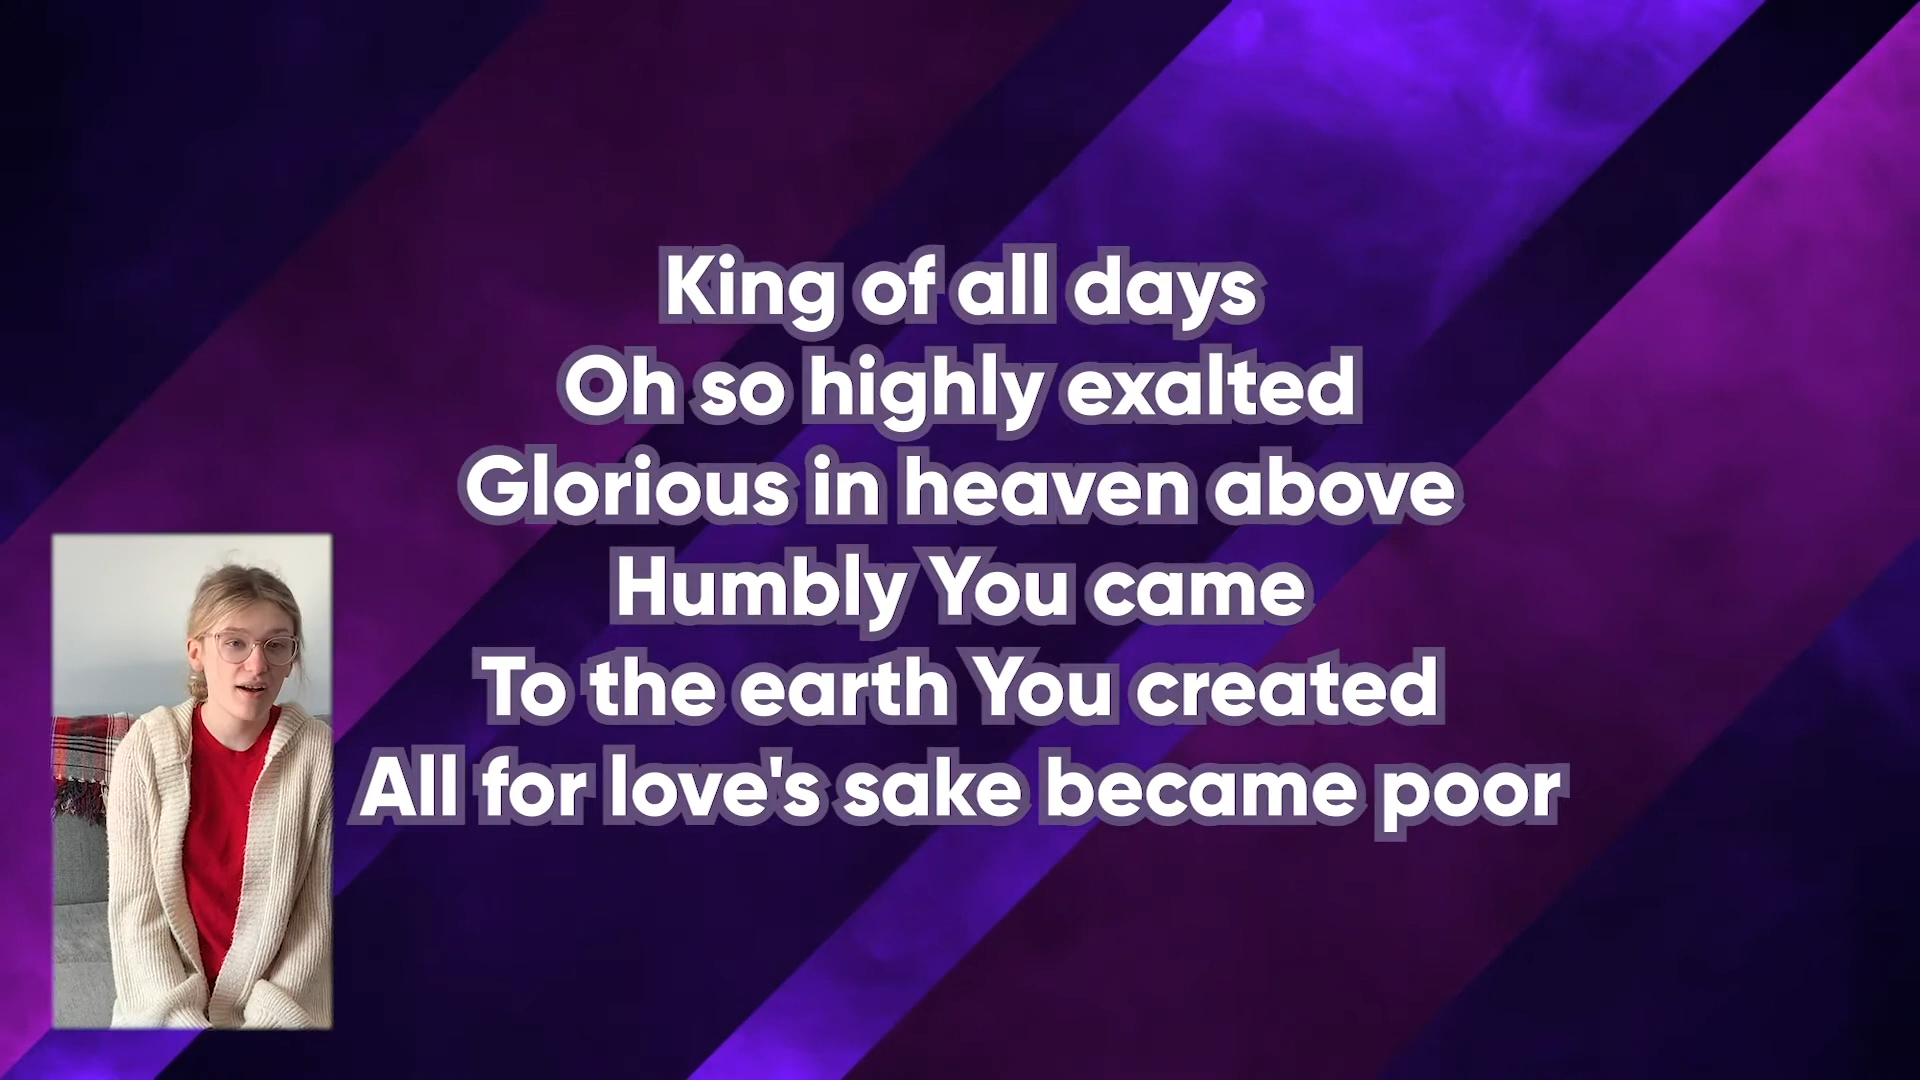 King of all days
Oh so highly exalted
Glorious in heaven above
Humbly You came
To the earth You created
All for love's sake became poor